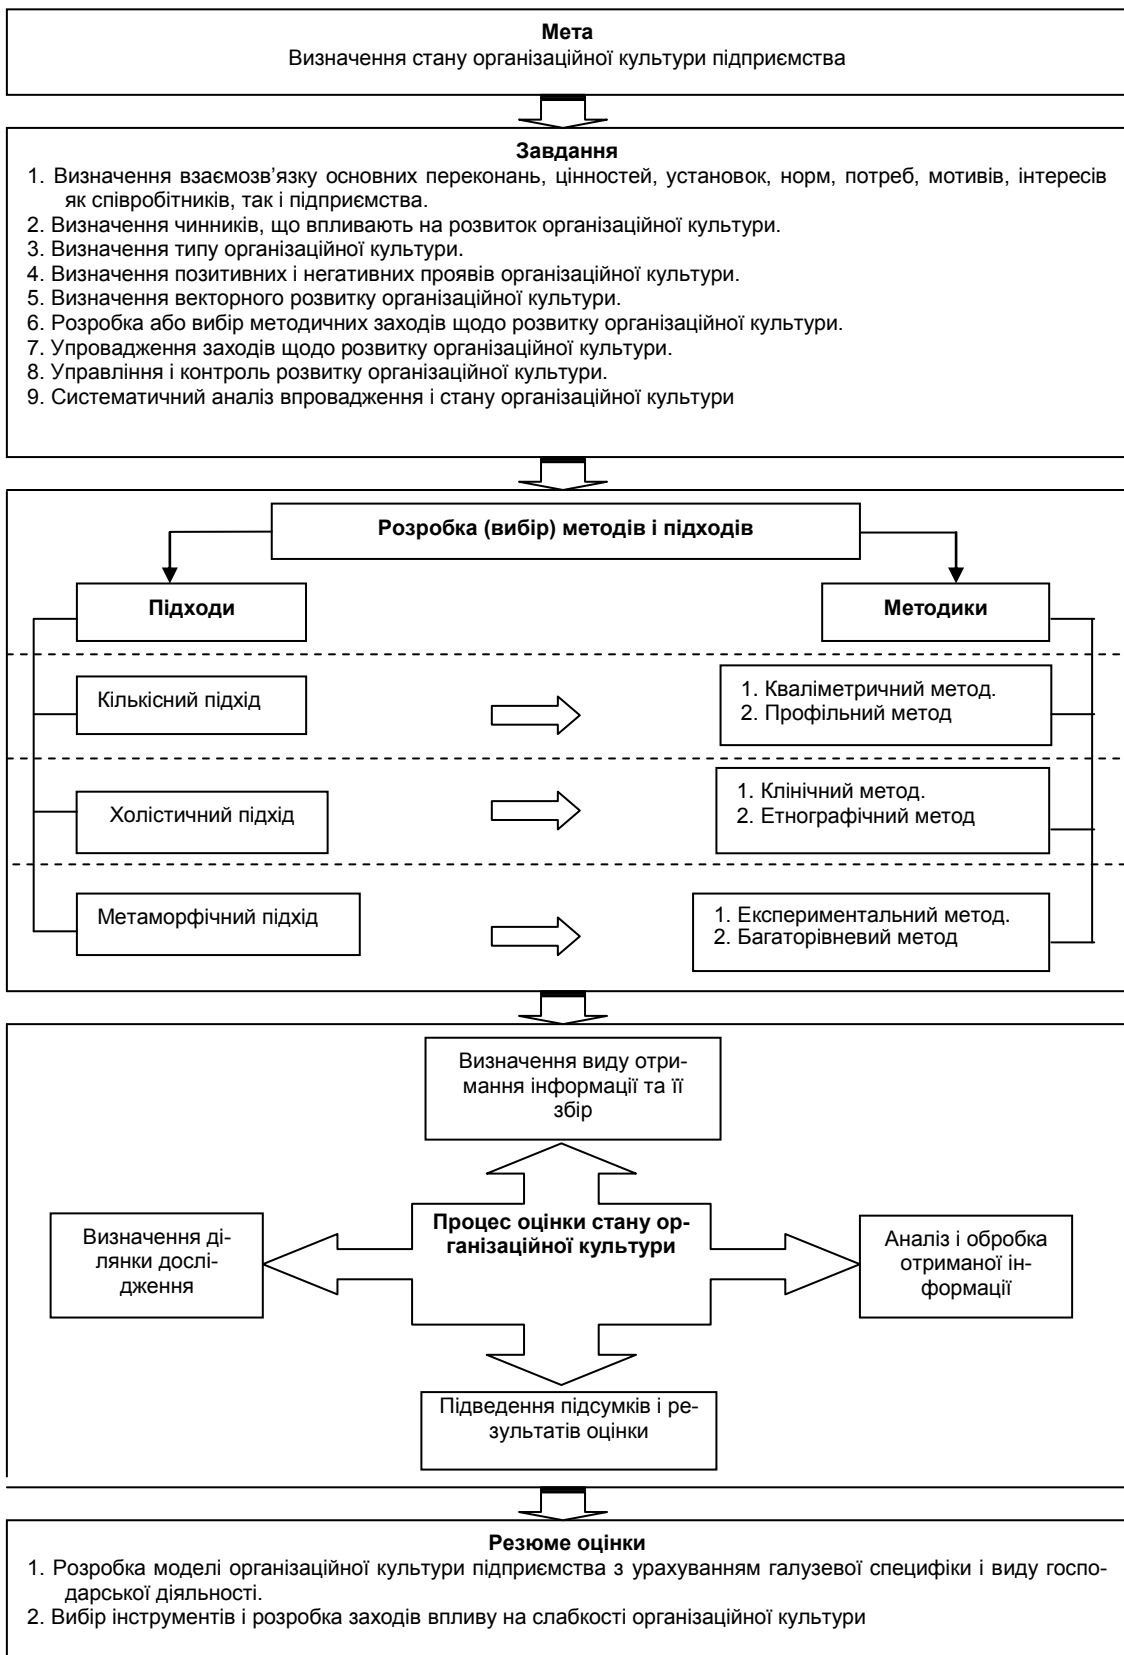 Мета
Визначення стану організаційної культури підприємства
Завдання
1. Визначення взаємозв’язку основних переконань, цінностей, установок, норм, потреб, мотивів, інтересів
як співробітників, так і підприємства.
2. Визначення чинників, що впливають на розвиток організаційної культури.
3. Визначення типу організаційної культури.
4. Визначення позитивних і негативних проявів організаційної культури.
5. Визначення векторного розвитку організаційної культури.
6. Розробка або вибір методичних заходів щодо розвитку організаційної культури.
7. Упровадження заходів щодо розвитку організаційної культури.
8. Управління і контроль розвитку організаційної культури.
9. Систематичний аналіз впровадження і стану організаційної культури
Розробка (вибір) методів і підходів
Підходи
Методики
Кількісний підхід
1. Кваліметричний метод.
2. Профільний метод
Холістичний підхід
1. Клінічний метод.
2. Етнографічний метод
Метаморфічний підхід
1. Експериментальний метод.
2. Багаторівневий метод
Визначення виду отри-
мання інформації та її
збір
Процес оцінки стану ор-
ганізаційної культури
Визначення ді-
лянки дослі-
дження
Аналіз і обробка
отриманої ін-
формації
Підведення підсумків і ре-
зультатів оцінки
Резюме оцінки
1. Розробка моделі організаційної культури підприємства з урахуванням галузевої специфіки і виду госпо-
дарської діяльності.
2. Вибір інструментів і розробка заходів впливу на слабкості організаційної культури